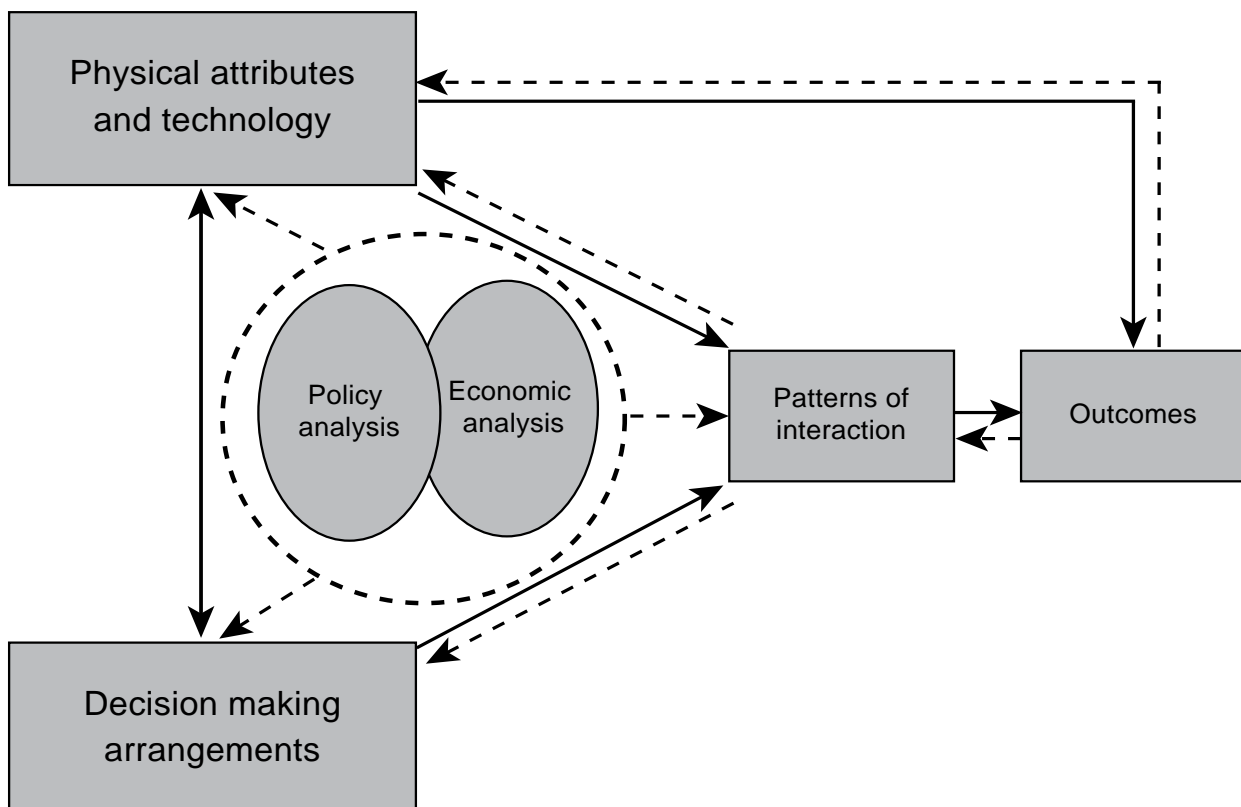 Physical attributes
and technology
Policy
analysis
Economic
analysis
Patterns of
interaction
Outcomes
Decision making
arrangements